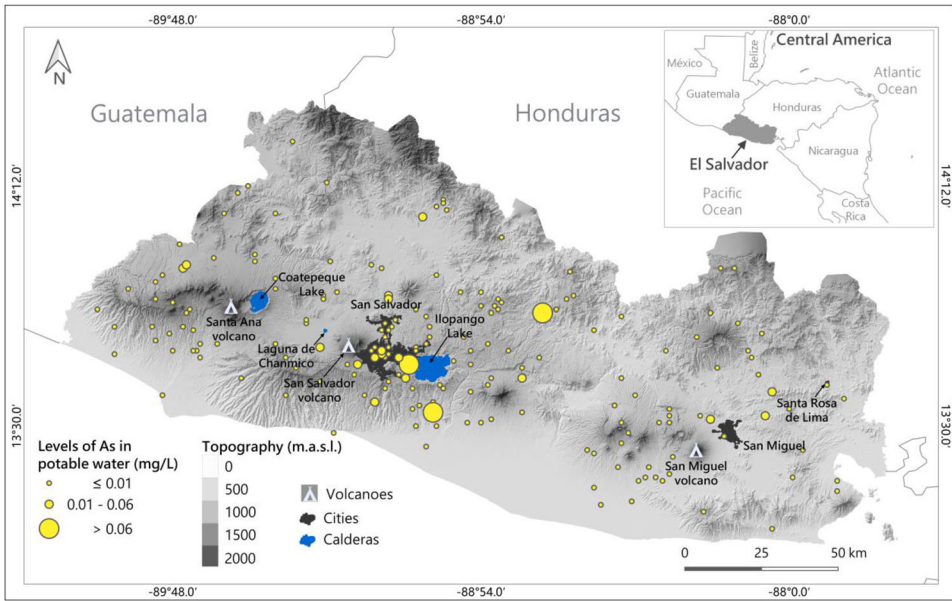 -89°48.0'
-88°54.0'
-88°0.0'
N
Guatemala
Honduras
Central America
México
Belize
Guatemala
Honduras
Atlantic
Ocean
Nicaragua
El Salvador
Pacific
Ocean
Costa
Rica
14°12.0'
14°12.0'
Coatepeque
Lake
Santa Ana
volcano
San Salvador
Ilopango
Lake
Laguna de
Chanmico
San Salvador
volcano
Santa Rosa
de Lima
San Miguel
San Miguel
volcano
13°30.0'
13°30.0'
Levels of As in
potable water (mg/L)
≤ 0.01
0.01 - 0.06
> 0.06
Topography (m.a.s.l.)
0
500
1000
1500
2000
Volcanoes
Cities
Calderas
0 25 50 km
-89°48.0'
-88°54.0'
-88°0.0'